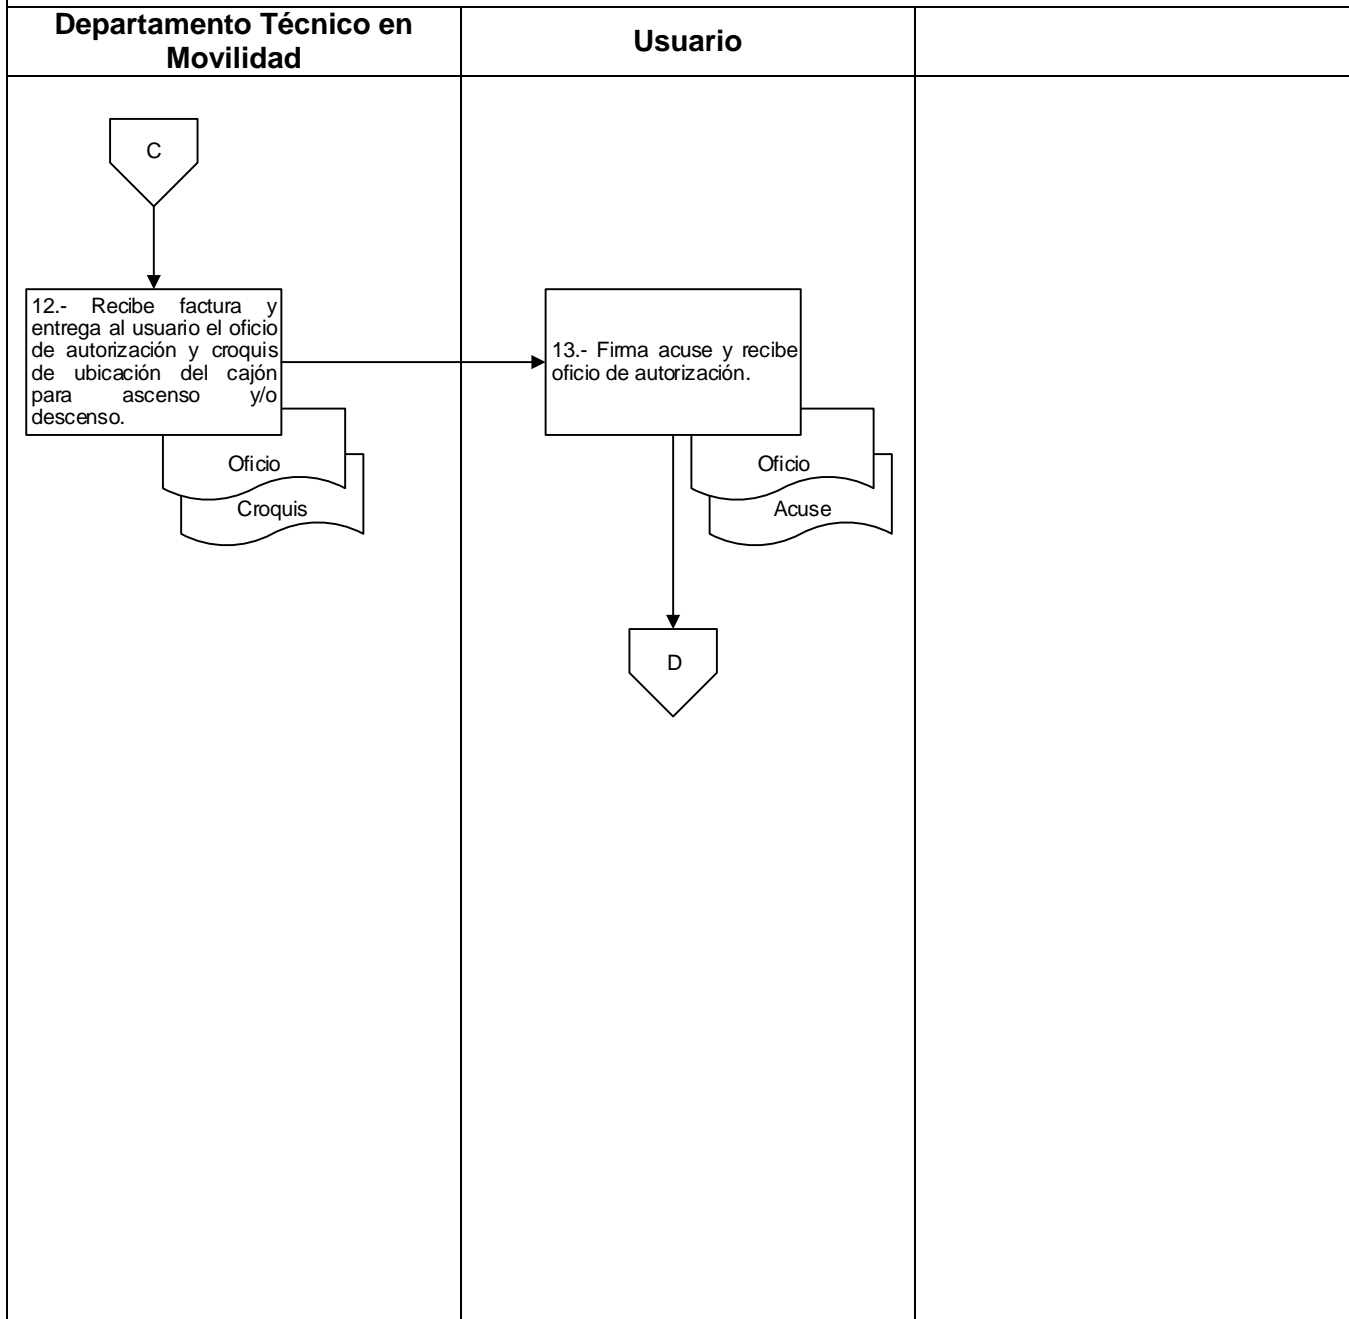 Departamento Técnico en
Movilidad
Usuario
C
12.- Recibe factura y
entrega al usuario el oficio
de autorización y croquis
de ubicación del cajón
para ascenso y/o
descenso.
Oficio
Croquis
13.- Firma acuse y recibe
oficio de autorización.
Oficio
Acuse
D